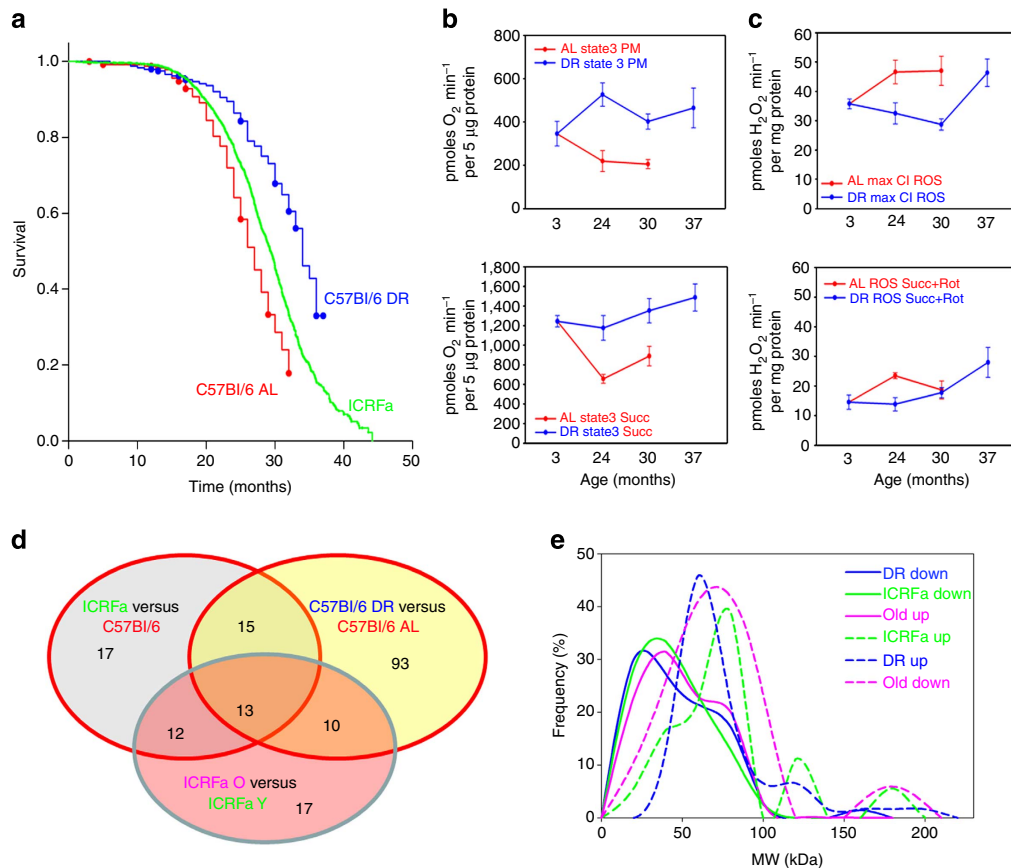 a
1.0
0.8
0.6
0.4
0.2
0.0
0
10
20
30
40
50
Survival
Time (months)
C57Bl/6 DR
C57Bl/6 AL
ICRFa
b
AL state3 PM
DR state 3 PM
800
600
400
200
0
3
24
30
37
pmoles O₂ min⁻¹
per 5 µg protein
1,800
1,600
1,400
1,200
1,000
800
600
400
200
0
pmoles O₂ min⁻¹
per 5 µg protein
AL state3 Succ
DR state3 Succ
3
24
30
37
Age (months)
c
60
50
40
30
20
10
0
pmoles H₂O₂ min⁻¹
per mg protein
AL max CI ROS
DR max CI ROS
3
24
30
37
AL ROS Succ+Rot
DR ROS Succ+Rot
60
50
40
30
20
10
0
pmoles H₂O₂ min⁻¹
per mg protein
3
24
30
37
Age (months)
d
ICRFa versus
C57Bl/6
17
15
C57Bl/6 DR versus
C57Bl/6 AL
93
13
12
10
ICRFa O versus
ICRFa Y
17
e
50
40
30
20
10
0
Frequency (%)
DR down
ICRFa down
Old up
ICRFa up
DR up
Old down
0
50
100
150
200
MW (kDa)